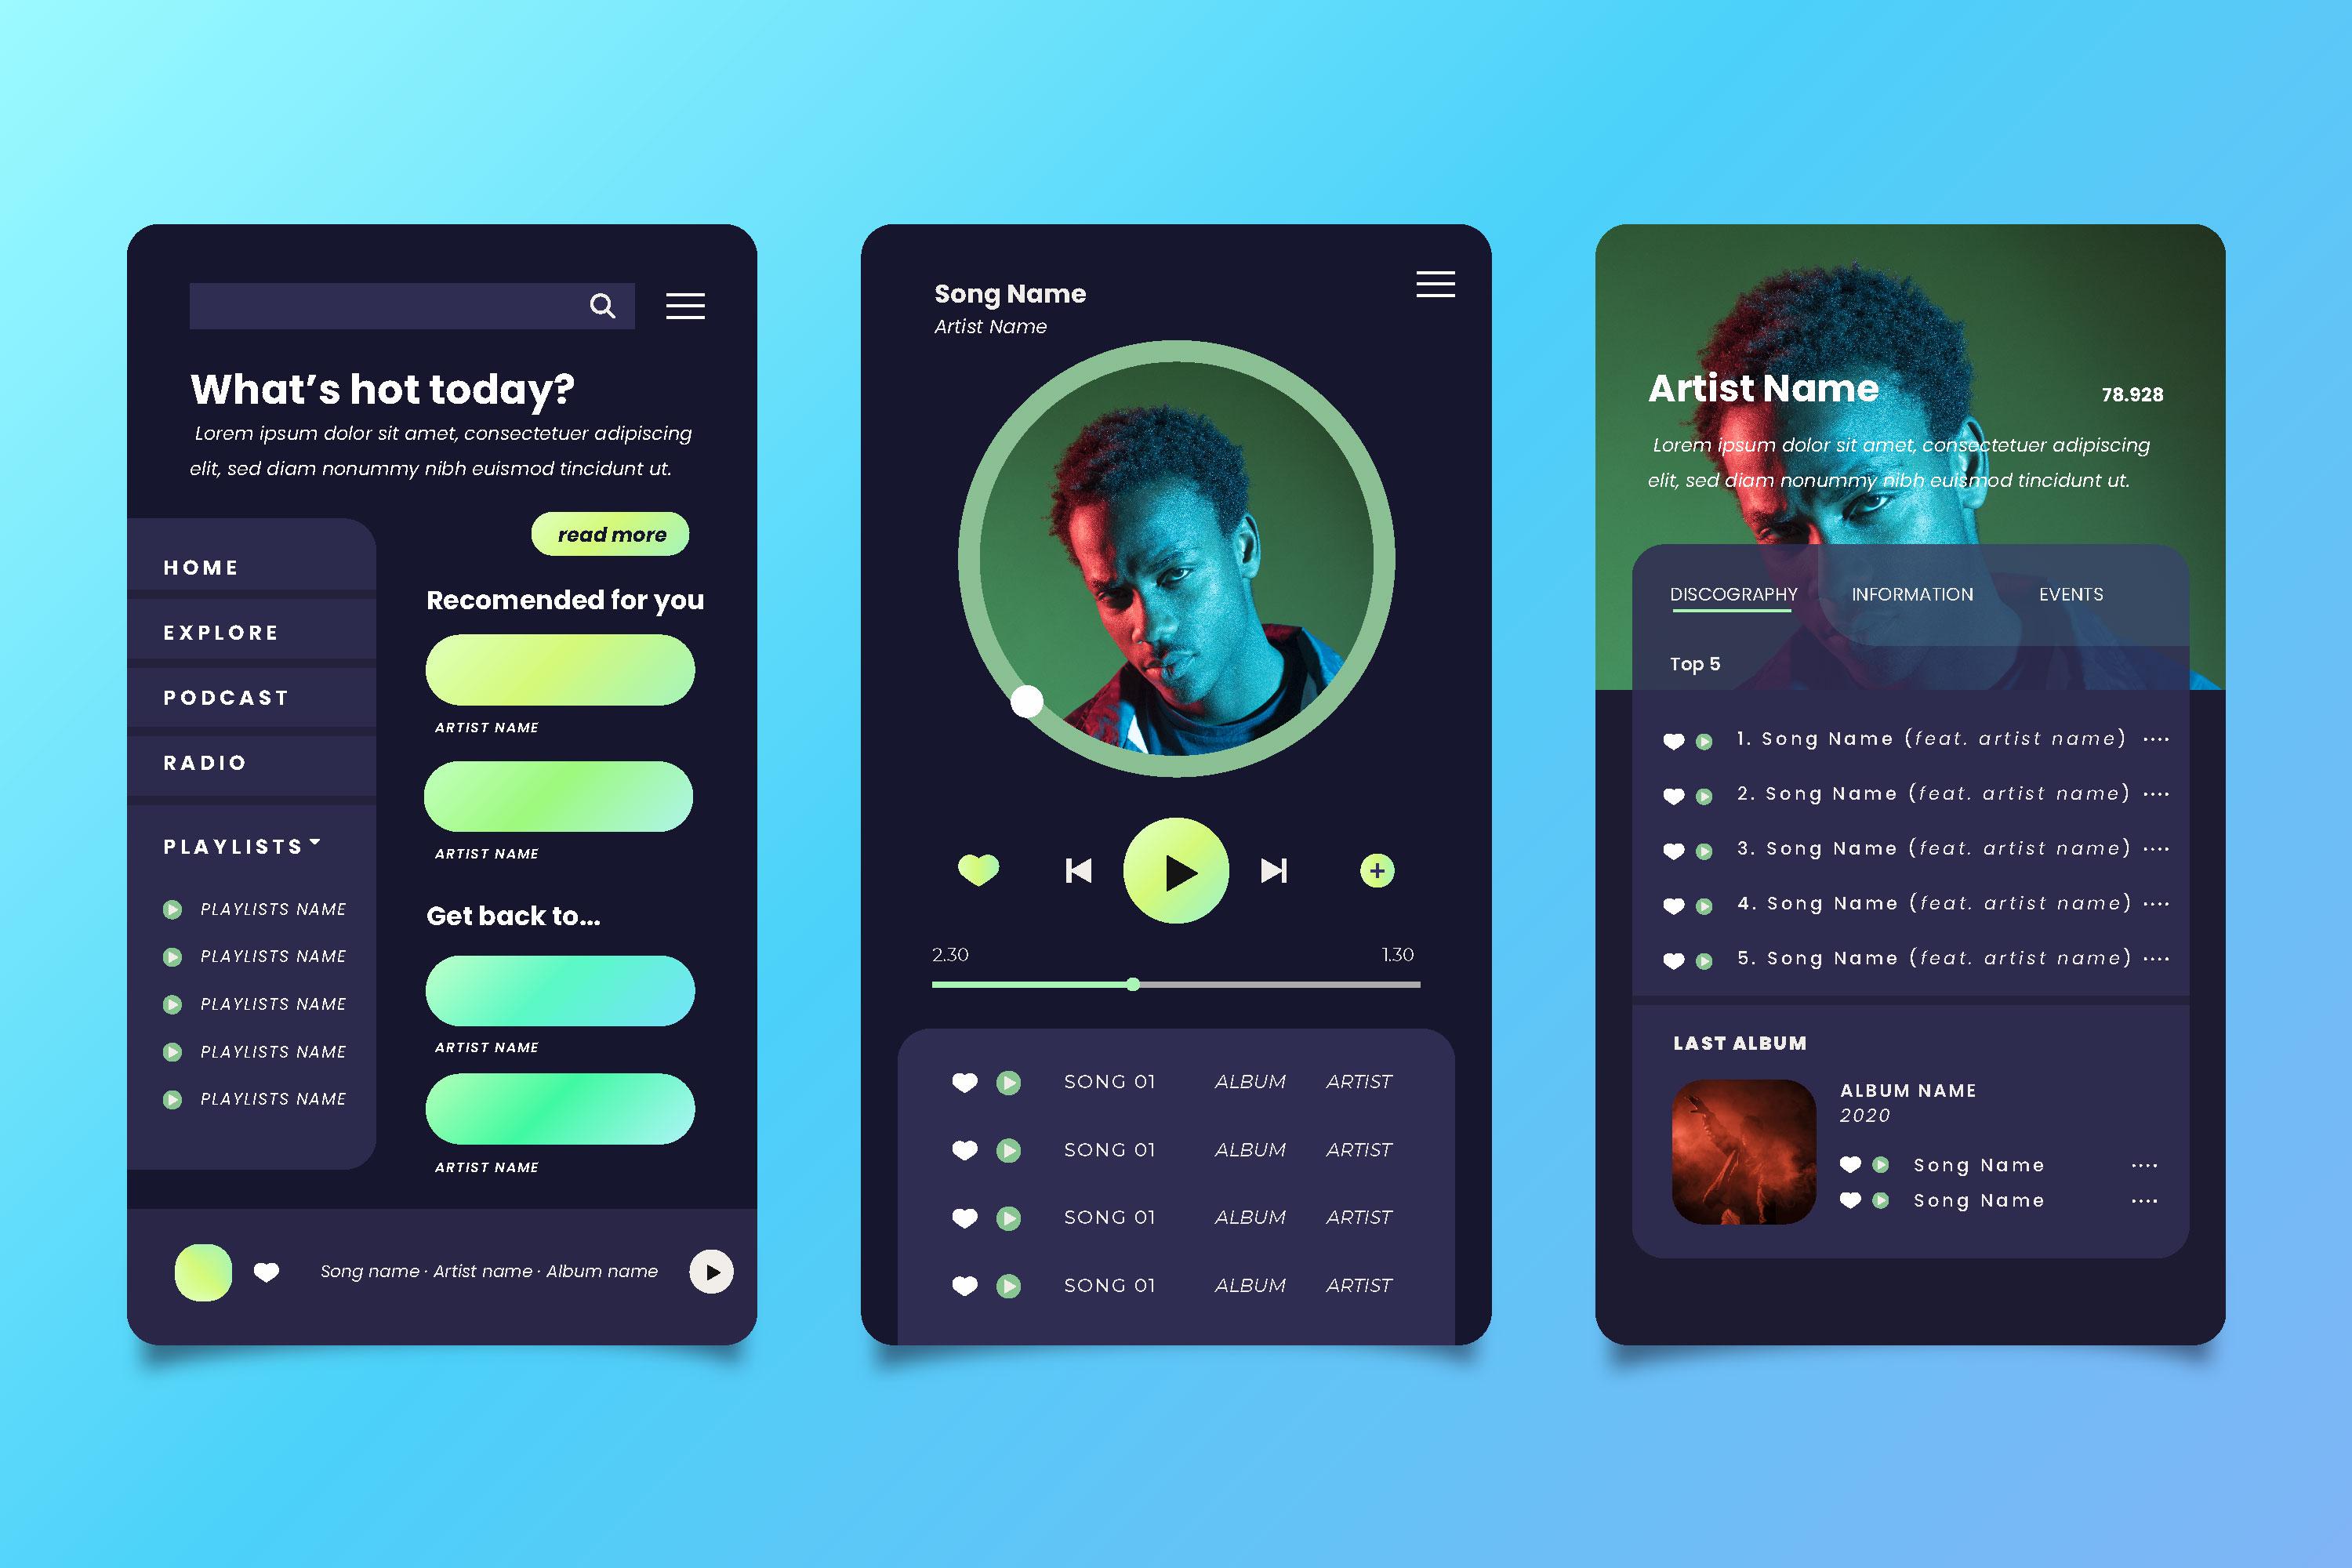 What's hot today?
Lorem ipsum dolor sit amet, consectetuer adipiscing
elit, sed diam nonummy nibh euismod tincidunt ut.
read more
HOME
EXPLORE
PODCAST
RADIO
PLAYLISTS
PLAYLISTS NAME
PLAYLISTS NAME
PLAYLISTS NAME
PLAYLISTS NAME
PLAYLISTS NAME
Recomended for you
ARTIST NAME
ARTIST NAME
Get back to...
ARTIST NAME
ARTIST NAME
Song name · Artist name · Album name
Song Name
Artist Name
2.30 1.30
SONG 01 ALBUM ARTIST
SONG 01 ALBUM ARTIST
SONG 01 ALBUM ARTIST
SONG 01 ALBUM ARTIST
Artist Name 78.928
Lorem ipsum dolor sit amet, consectetuer adipiscing
elit, sed diam nonummy nibh euismod tincidunt ut.
DISCOGRAPHY INFORMATION EVENTS
Top 5
1. Song Name (feat. artist name) ....
2. Song Name (feat. artist name) ....
3. Song Name (feat. artist name) ....
4. Song Name (feat. artist name) ....
5. Song Name (feat. artist name) ....
LAST ALBUM
ALBUM NAME
2020
Song Name ....
Song Name ....